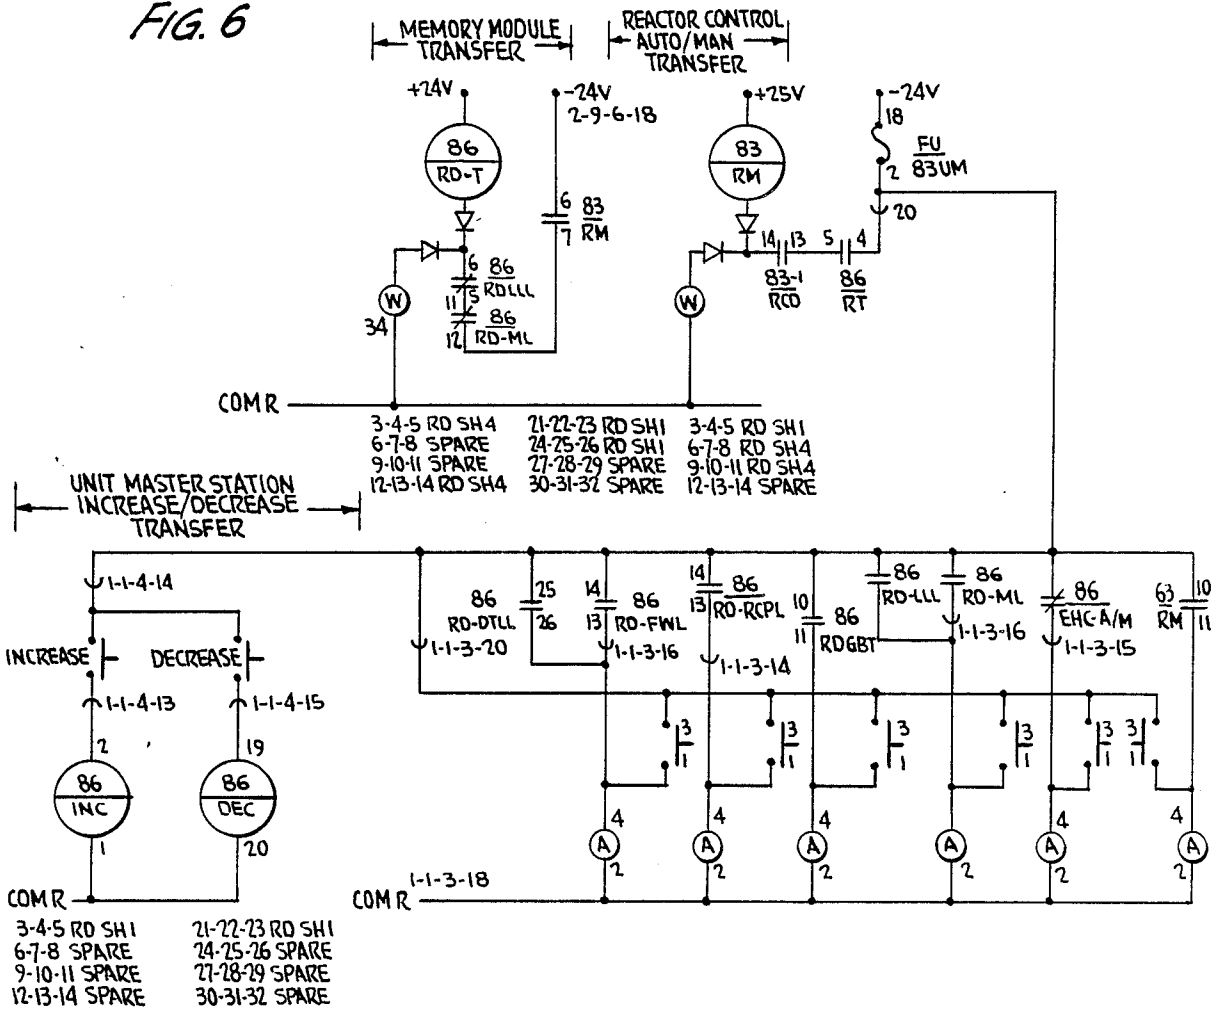 FIG. 6
MEMORY MODULE
TRANSFER
REACTOR CONTROL
AUTO/MAN
TRANSFER
+24V
-24V
2-9-6-18
+25V
-24V
18
86
RD-T
83
RM
FU
83UM
2
20
6
7
83
RM
14
13
83-1
RCO
5
4
86
RT
6
86
RDLLL
11
5
86
RD-ML
12
W
34
W
COM R
3-4-5 RD SH4
6-7-8 SPARE
9-10-11 SPARE
12-13-14 RD SH4
21-22-23 RD SH1
24-25-26 RD SH1
27-28-29 SPARE
30-31-32 SPARE
3-4-5 RD SH1
6-7-8 RD SH4
9-10-11 RD SH4
12-13-14 SPARE
UNIT MASTER STATION
INCREASE/DECREASE
TRANSFER
1-1-4-14
INCREASE
DECREASE
1-1-4-13
1-1-4-15
2
19
86
INC
86
DEC
1
20
COM R
3-4-5 RD SH1
6-7-8 SPARE
9-10-11 SPARE
12-13-14 SPARE
21-22-23 RD SH1
24-25-26 SPARE
27-28-29 SPARE
30-31-32 SPARE
1-1-3-20
86
RD-DTLL
25
26
14
13
86
RD-FWL
1-1-3-16
14
13
86
RD-RCPL
1-1-3-14
10
11
86
RDGBT
86
RD-LLL
86
RD-ML
1-1-3-16
86
EHC-A/M
1-1-3-15
63
RM
10
11
3
1
3
1
3
1
3
1
3
1
3
1
4
A
2
4
A
2
4
A
2
4
A
2
4
A
2
4
A
2
COM R
1-1-3-18